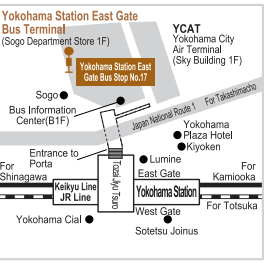 Yokohama Station East Gate
Bus Terminal
(Sogo Department Store 1F)
YCAT
Yokohama City
Air Terminal
(Sky Building 1F)
Yokohama Station East
Gate Bus Stop No.17
Sogo
Bus Information
Center(B1F)
Japan National Route 1
For Takashimacho
Yokohama
Plaza Hotel
Kiyoken
Entrance to
Porta
Lumine
For
Shinagawa
East Gate
For
Kamiooka
Keikyu Line
JR Line
Tozai Jiyu Tsuro
Yokohama Station
For Totsuka
West Gate
Yokohama Cial
Sotetsu Joinus